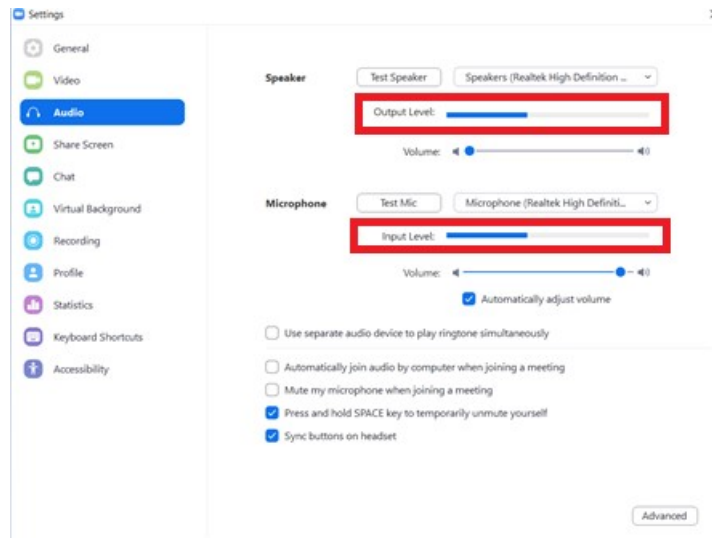 Settings
General
Video
Audio
Share Screen
Chat
Virtual Background
Recording
Profile
Statistics
Keyboard Shortcuts
Accessibility
Speaker
Test Speaker
Speakers (Realtek High Definition ...
Output Level:
Volume:
Microphone
Test Mic
Microphone (Realtek High Definiti...
Input Level:
Volume:
Automatically adjust volume
Use separate audio device to play ringtone simultaneously
Automatically join audio by computer when joining a meeting
Mute my microphone when joining a meeting
Press and hold SPACE key to temporarily unmute yourself
Sync buttons on headset
Advanced